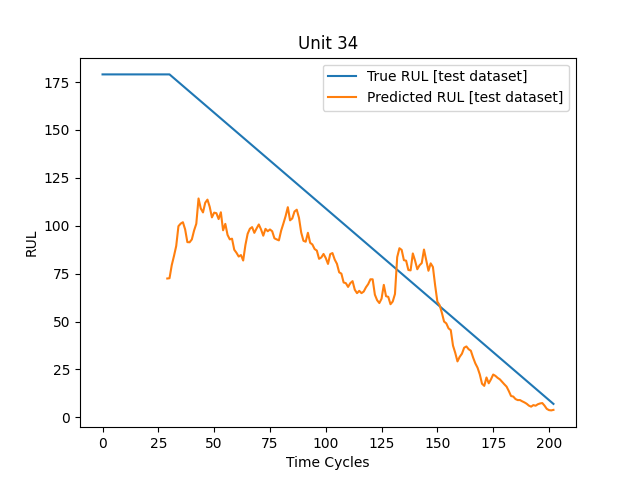 Unit 34
True RUL [test dataset]
Predicted RUL [test dataset]
175
150
125
100
75
50
25
0
RUL
0 25 50 75 100 125 150 175 200
Time Cycles